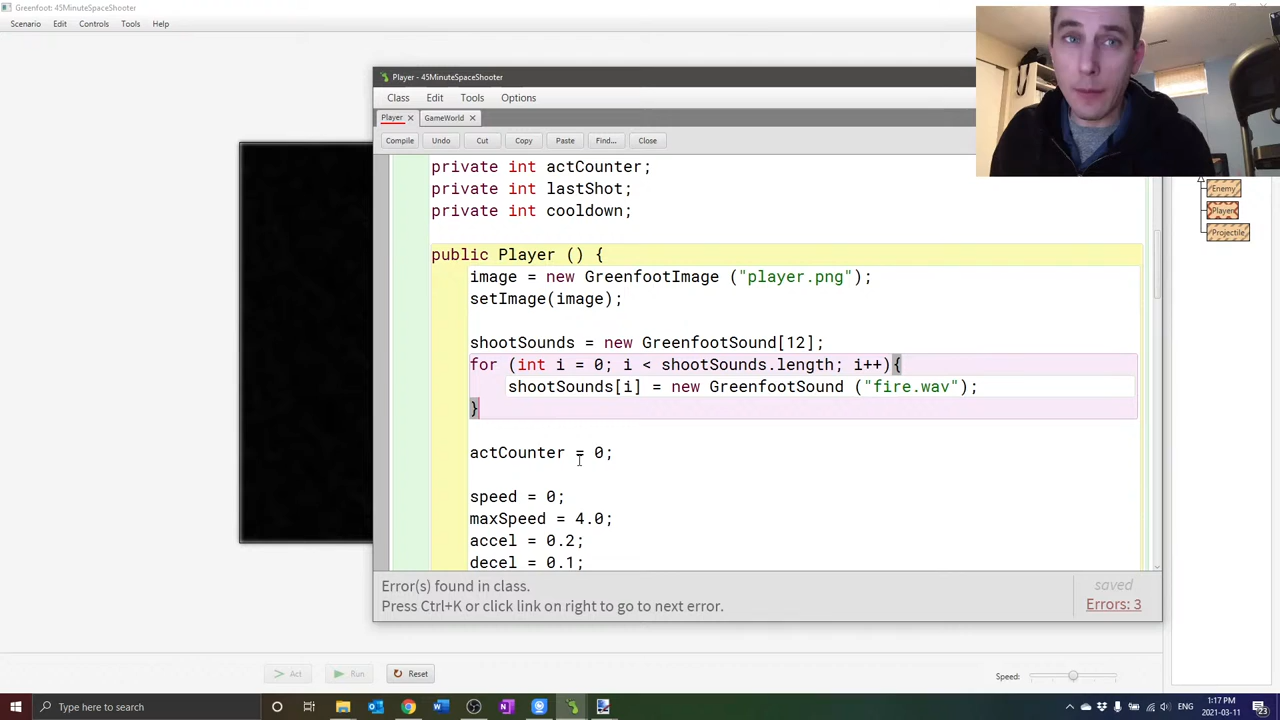 Greenfoot: 45MinuteSpaceShooter
Scenario Edit Controls Tools Help
Player - 45MinuteSpaceShooter
Class Edit Tools Options
Player GameWorld
Compile Undo Cut Copy Paste Find... Close
private int actCounter;
private int lastShot;
private int cooldown;
public Player () {
image = new GreenfootImage ("player.png");
setImage(image);
shootSounds = new GreenfootSound[12];
for (int i = 0; i < shootSounds.length; i++){
shootSounds[i] = new GreenfootSound ("fire.wav");
}
actCounter = 0;
speed = 0;
maxSpeed = 4.0;
accel = 0.2;
decel = 0.1;
Error(s) found in class.
Press Ctrl+K or click link on right to go to next error.
saved
Errors: 3
Enemy
Player
Projectile
Act Run Reset
Speed:
Type here to search
ENG
1:17 PM
2021-03-11
23